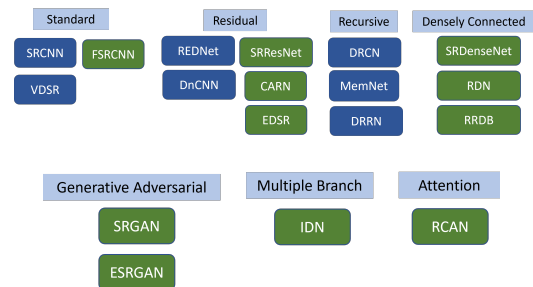 Standard
SRCNN
FSRCNN
VDSR
Residual
REDNet
SRResNet
DnCNN
CARN
EDSR
Recursive
DRCN
MemNet
DRRN
Densely Connected
SRDenseNet
RDN
RRDB
Generative Adversarial
SRGAN
ESRGAN
Multiple Branch
IDN
Attention
RCAN